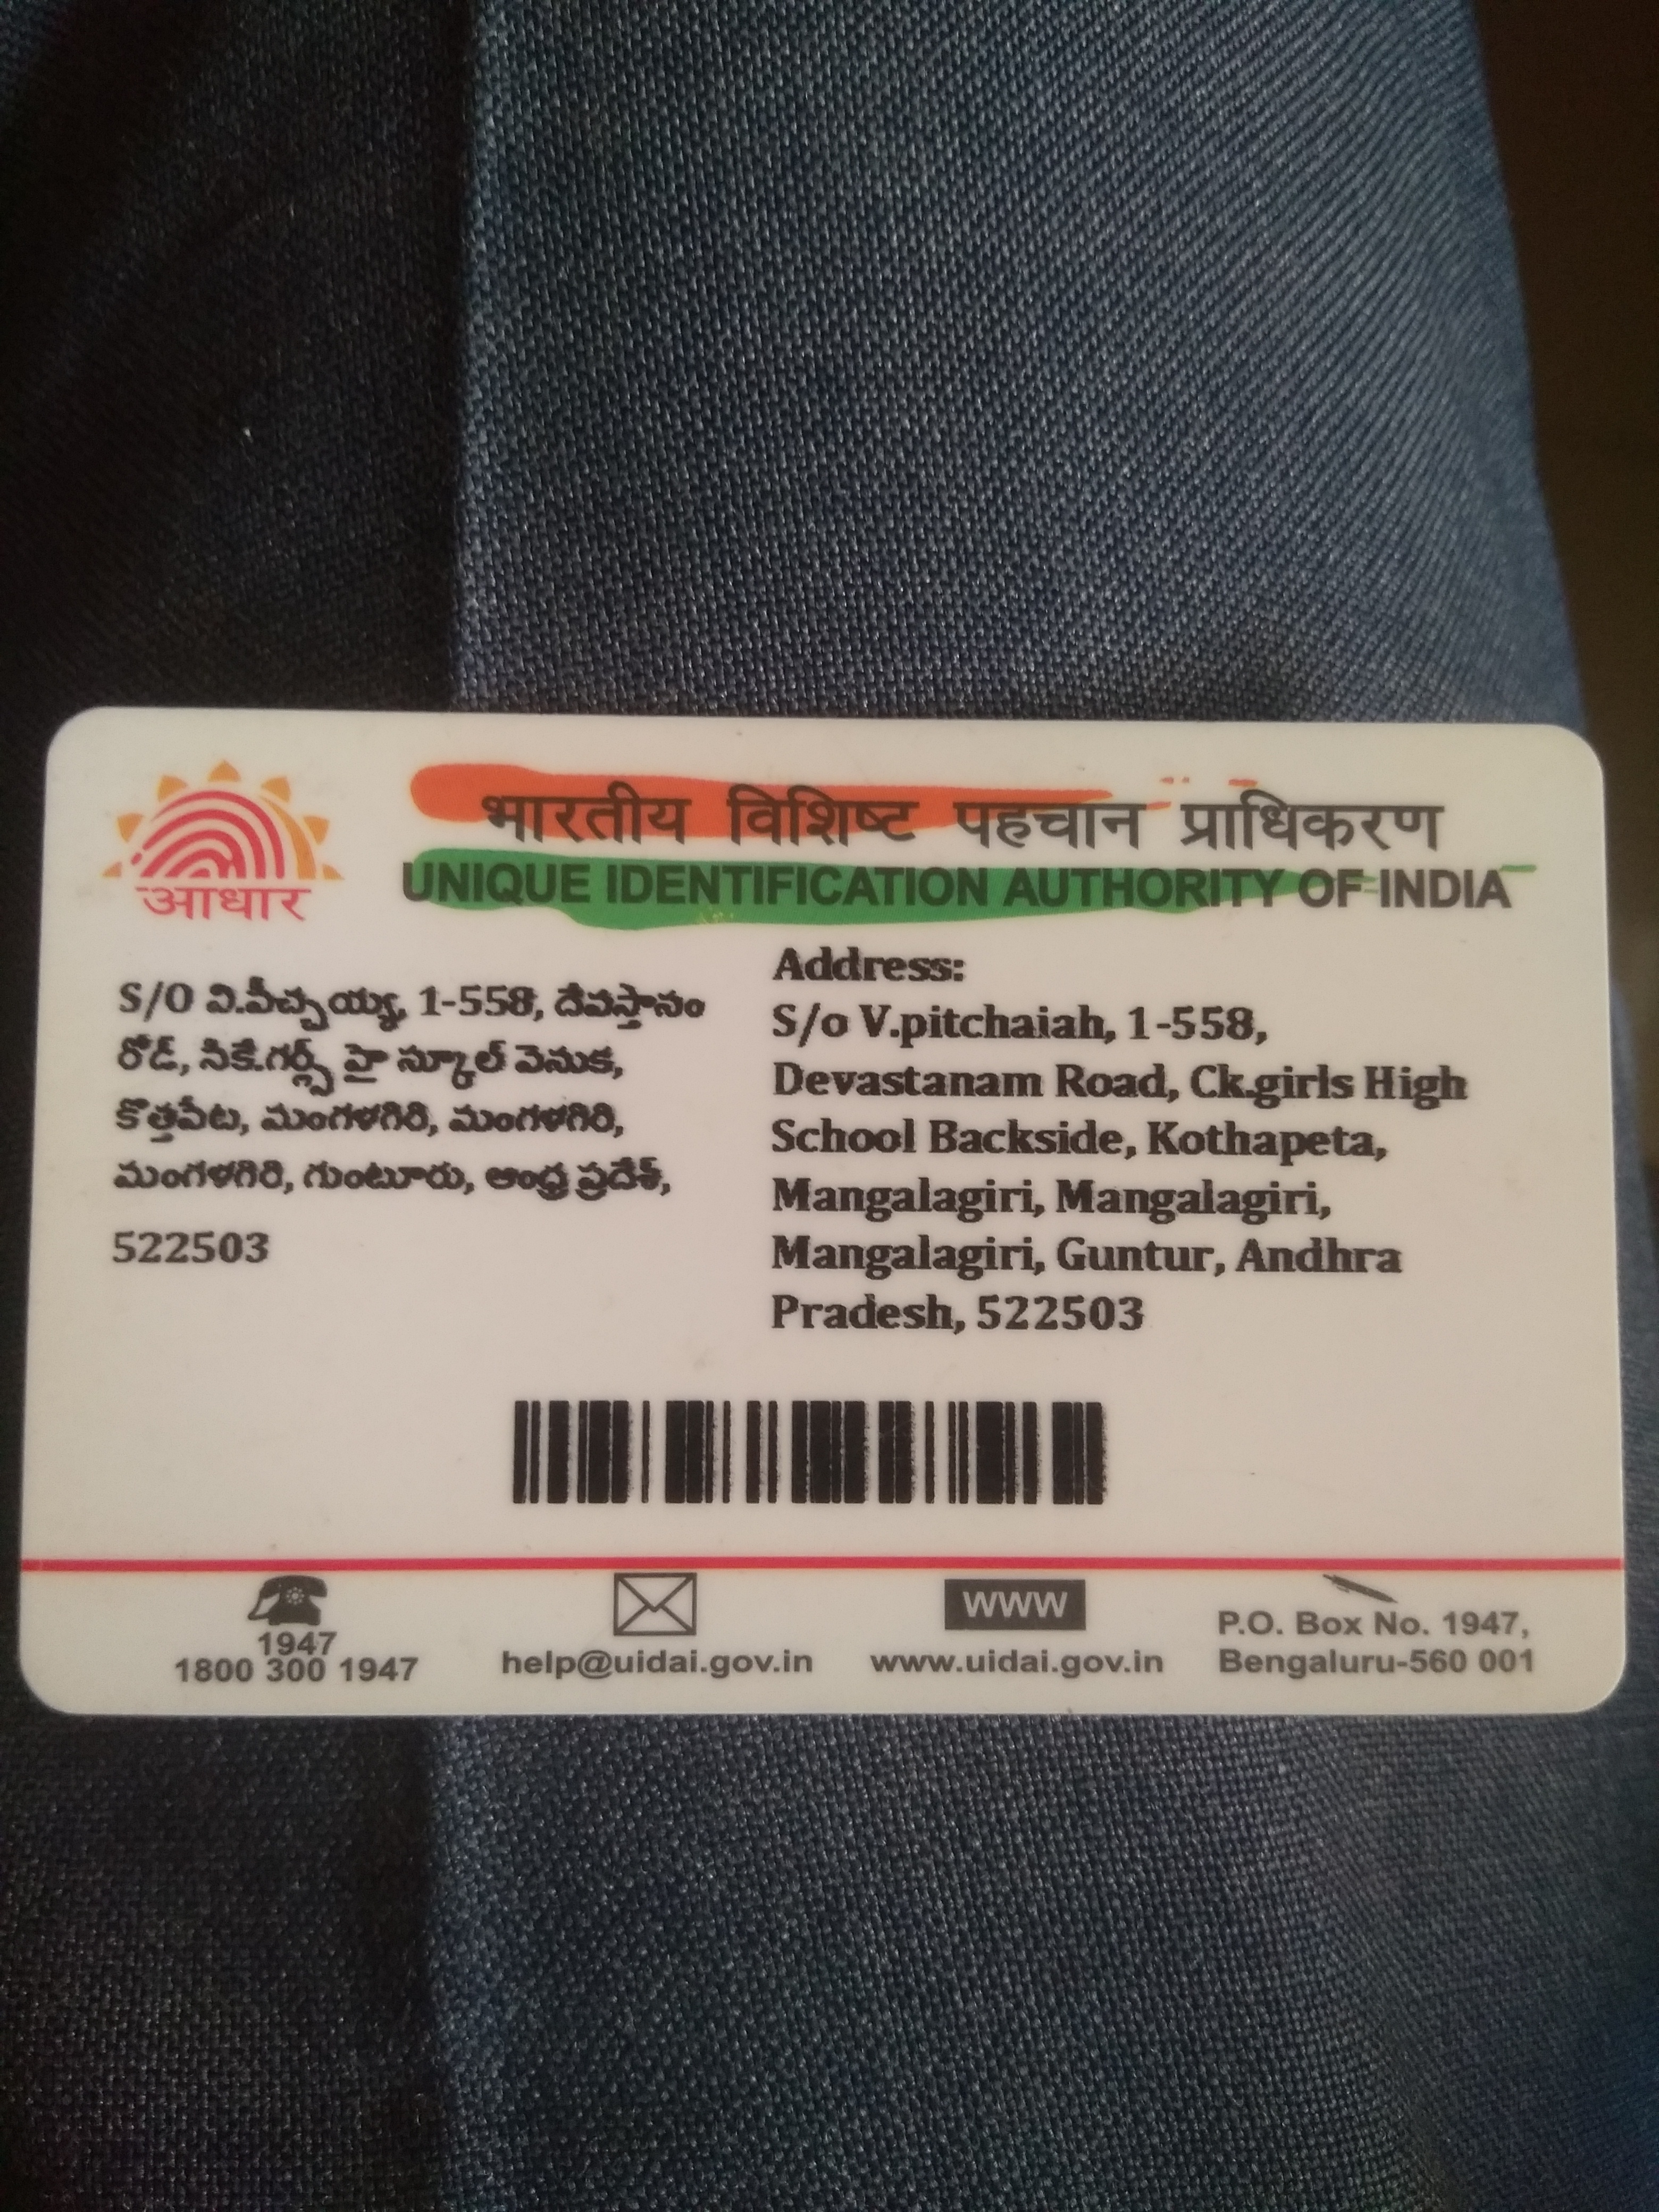 भारतीय विशिष्ट पहचान प्राधिकरण
UNIQUE IDENTIFICATION AUTHORITY OF INDIA
आधार
S/O వి.పిచ్చయ్య, 1-558, దేవస్తానం
రోడ్, సికే.గర్ల్స్ హై స్కూల్ వెనుక,
కొత్తపేట, మంగళగిరి, మంగళగిరి,
మంగళగిరి, గుంటూరు, ఆంధ్ర ప్రదేశ్,
522503
Address:
S/o V.pitchaiah, 1-558,
Devastanam Road, Ck.girls High
School Backside, Kothapeta,
Mangalagiri, Mangalagiri,
Mangalagiri, Guntur, Andhra
Pradesh, 522503
1947
1800 300 1947
help@uidai.gov.in
www
www.uidai.gov.in
P.O. Box No. 1947,
Bengaluru-560 001